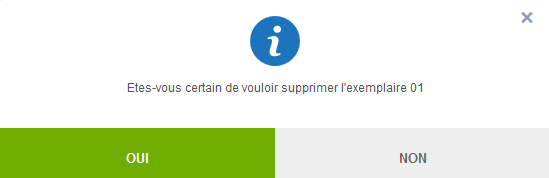 Etes-vous certain de vouloir supprimer l'exemplaire 01
OUI
NON